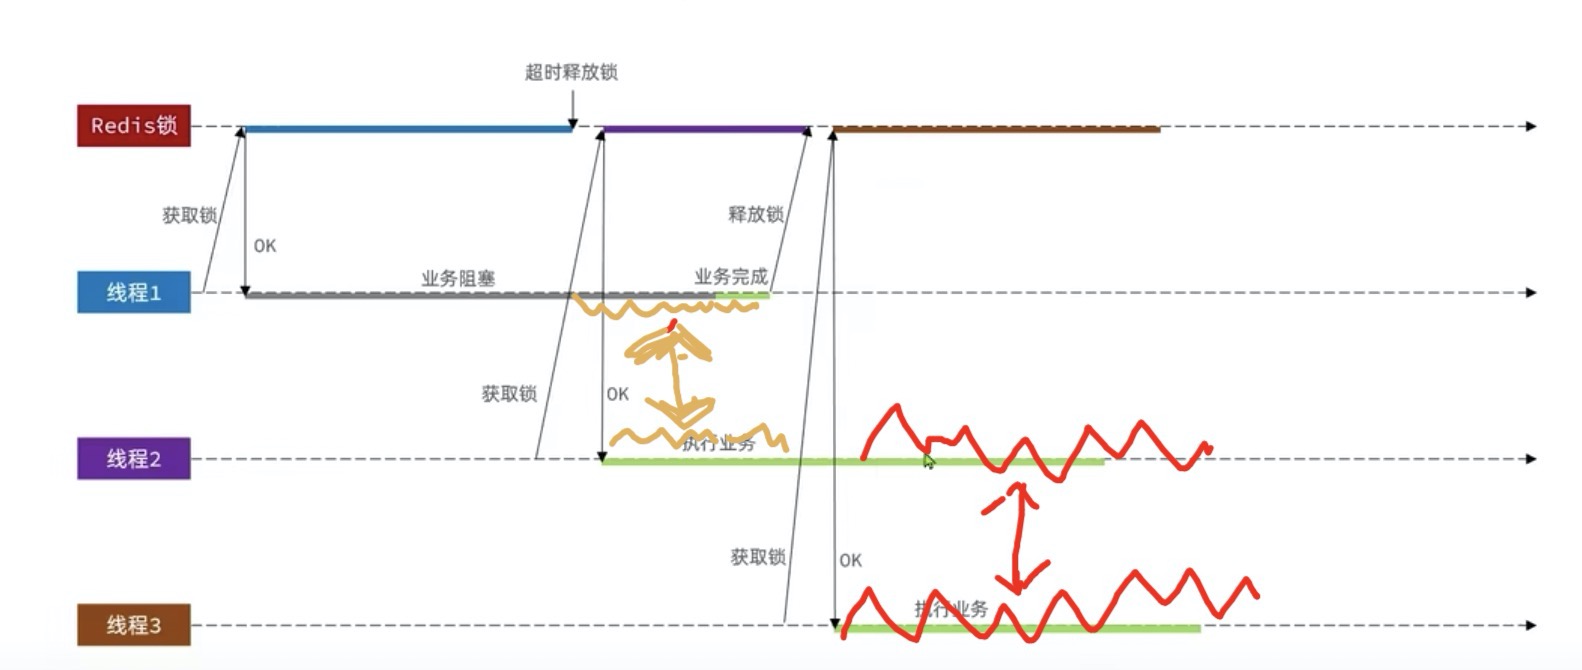 超时释放锁
Redis锁
获取锁
释放锁
OK
业务阻塞
业务完成
线程1
获取锁
OK
执行业务
线程2
获取锁
OK
执行业务
线程3